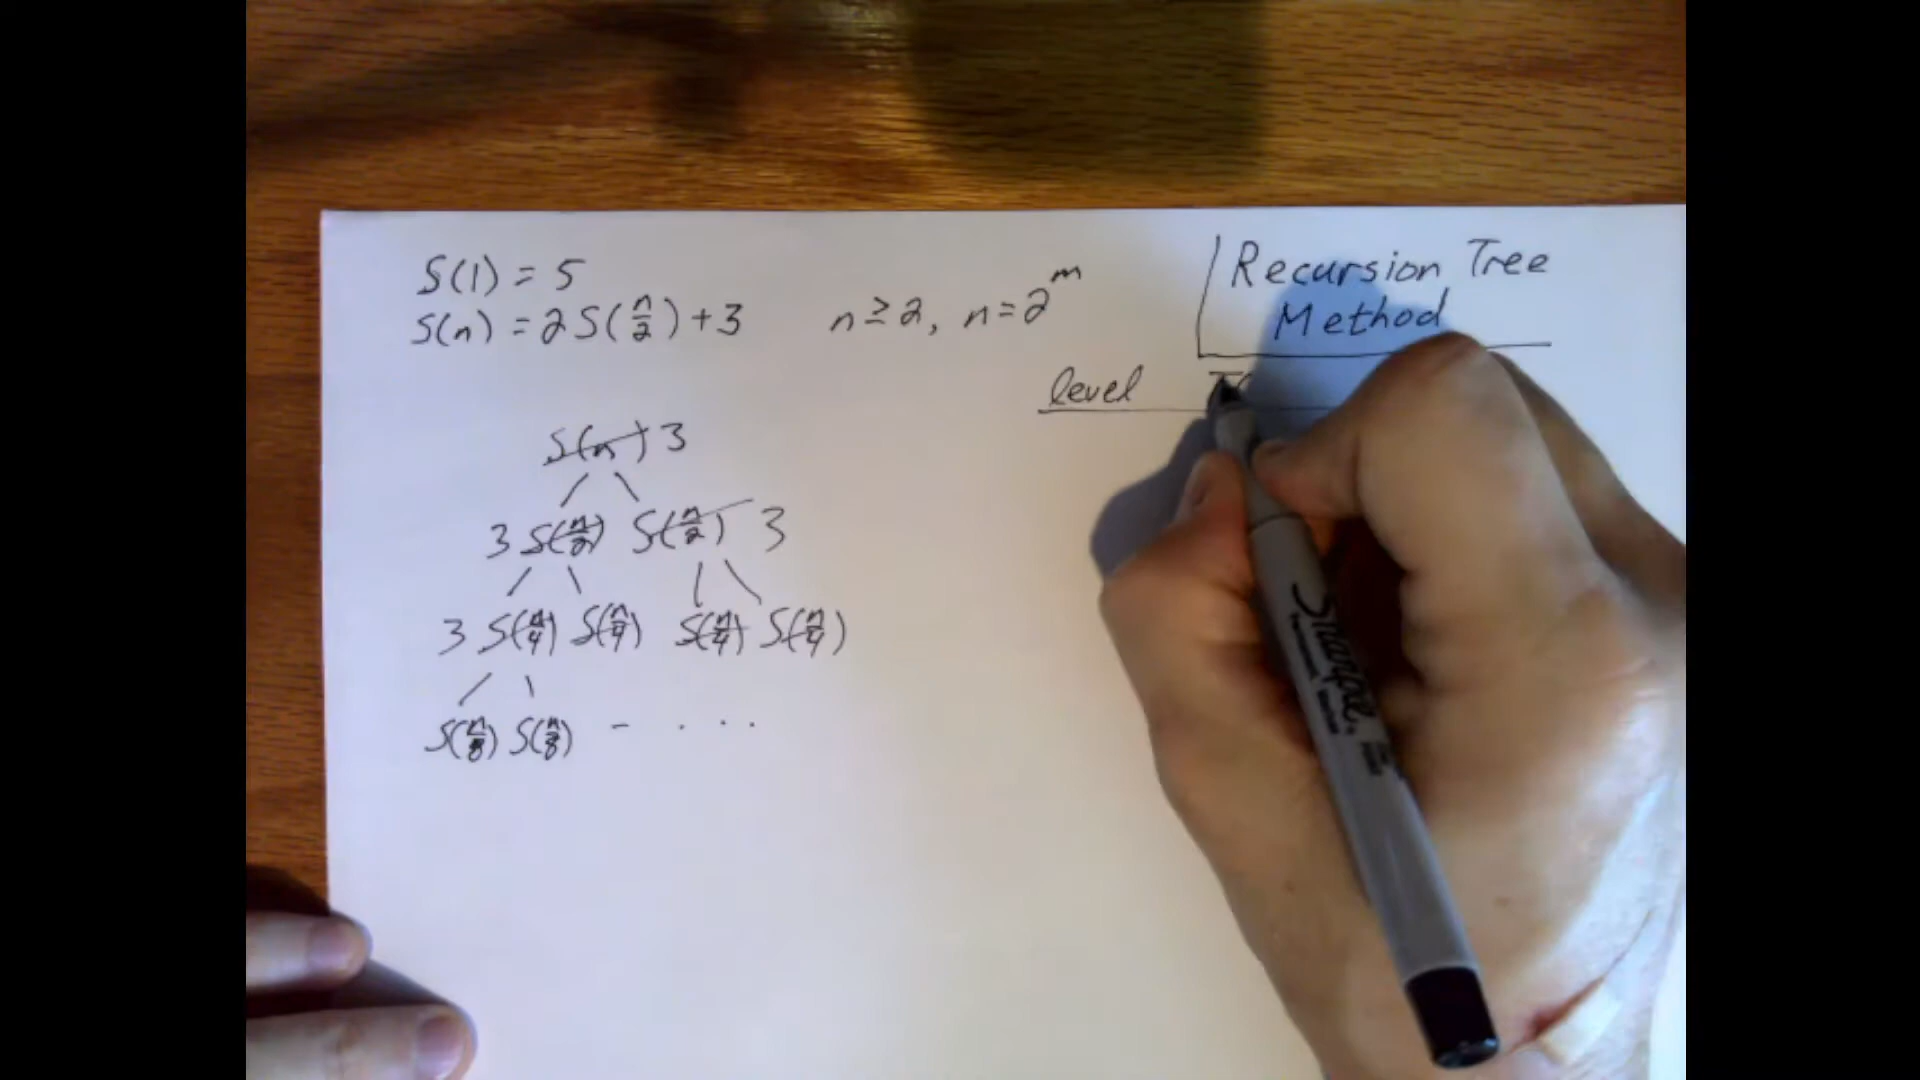 S(1) = 5
S(n) = 2S(n/2)+3 n≥2, n=2^m
Recursion Tree
Method
level
S(n) 3
3 S(n/2) S(n/2) 3
3 S(n/4) S(n/4) S(n/4) S(n/4)
S(n/8) S(n/8) - . . .
Sharpie